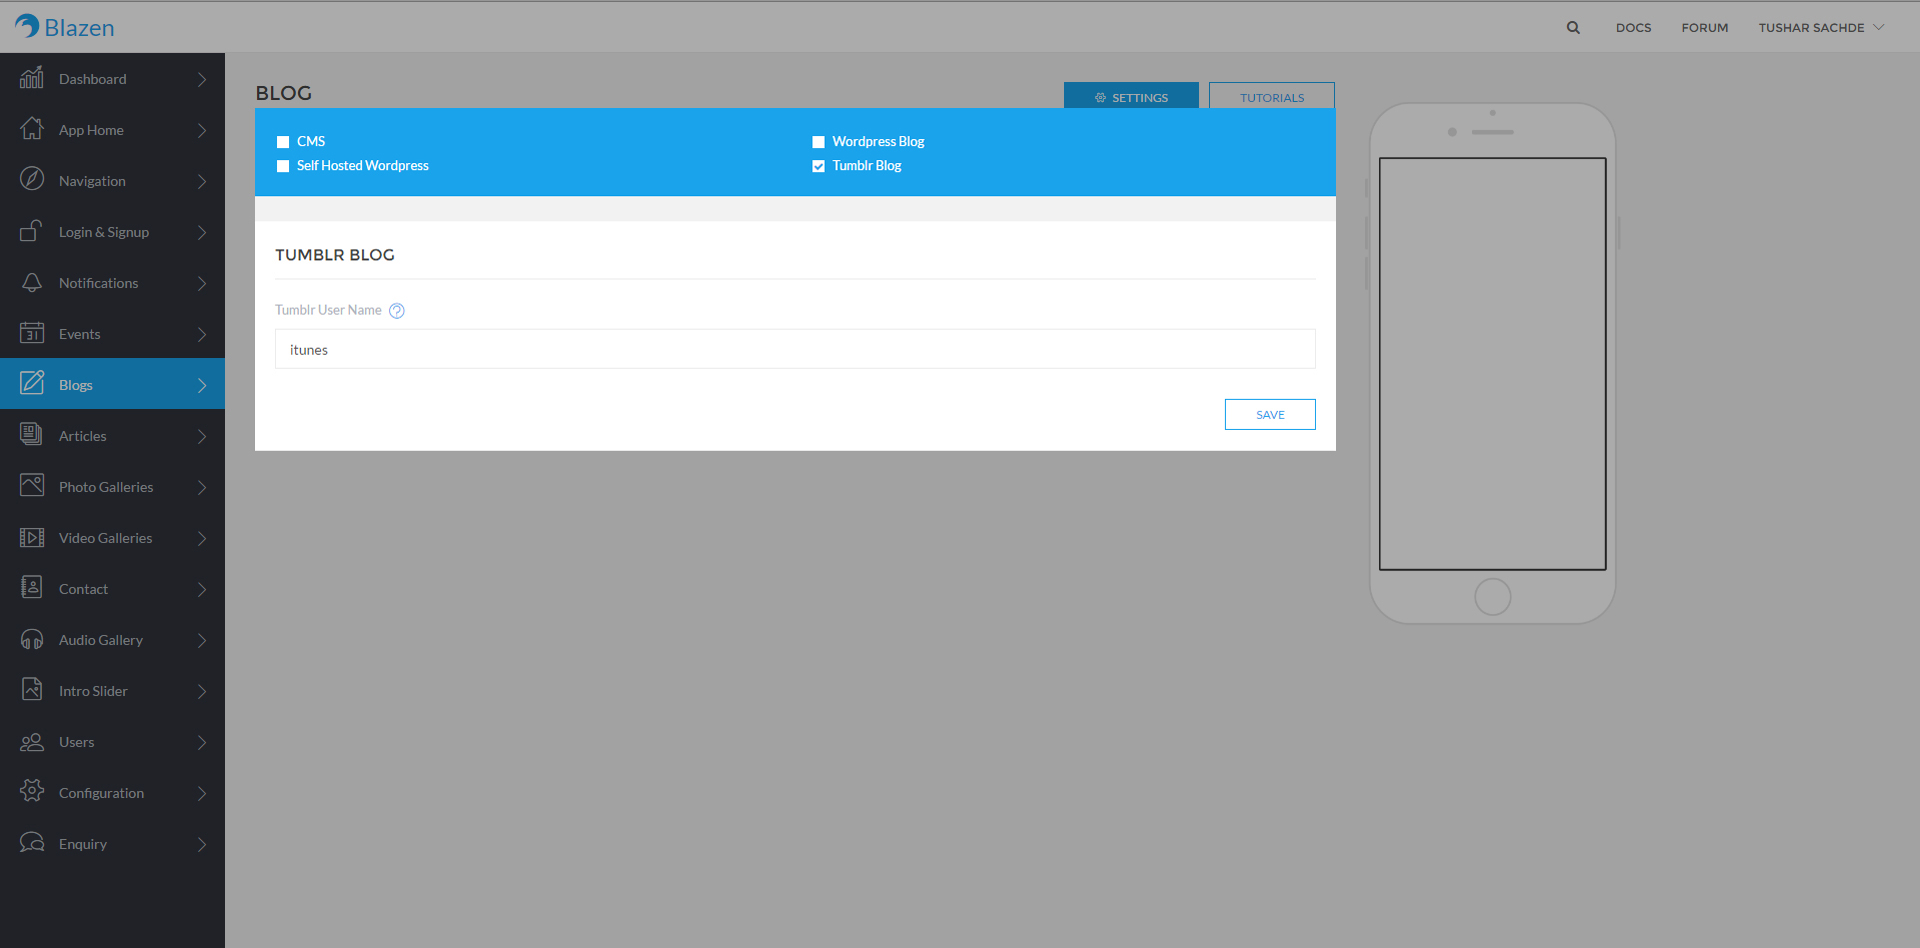 Blazen
DOCS FORUM TUSHAR SACHDE
Dashboard
App Home
Navigation
Login & Signup
Notifications
31 Events
Blogs
Articles
Photo Galleries
Video Galleries
Contact
Audio Gallery
Intro Slider
Users
Configuration
Enquiry
BLOG
SETTINGS TUTORIALS
CMS Wordpress Blog
Self Hosted Wordpress Tumblr Blog
TUMBLR BLOG
Tumblr User Name ?
itunes
SAVE